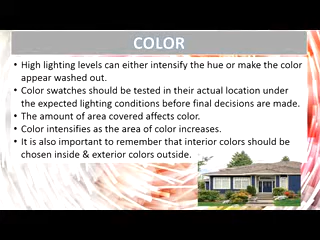 COLOR
• High lighting levels can either intensify the hue or make the color
appear washed out.
• Color swatches should be tested in their actual location under
the expected lighting conditions before final decisions are made.
• The amount of area covered affects color.
• Color intensifies as the area of color increases.
• It is also important to remember that interior colors should be
chosen inside & exterior colors outside.